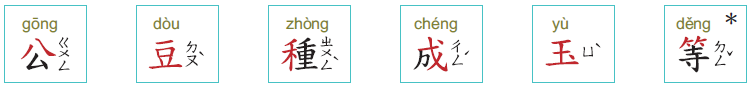 gōng dòu zhòng chéng yù děng *
公ㄍㄨㄥ 豆ㄉㄡˋ 種ㄓㄨㄥˋ 成ㄔㄥˊ 玉ㄩˋ 等ㄉㄥˇ